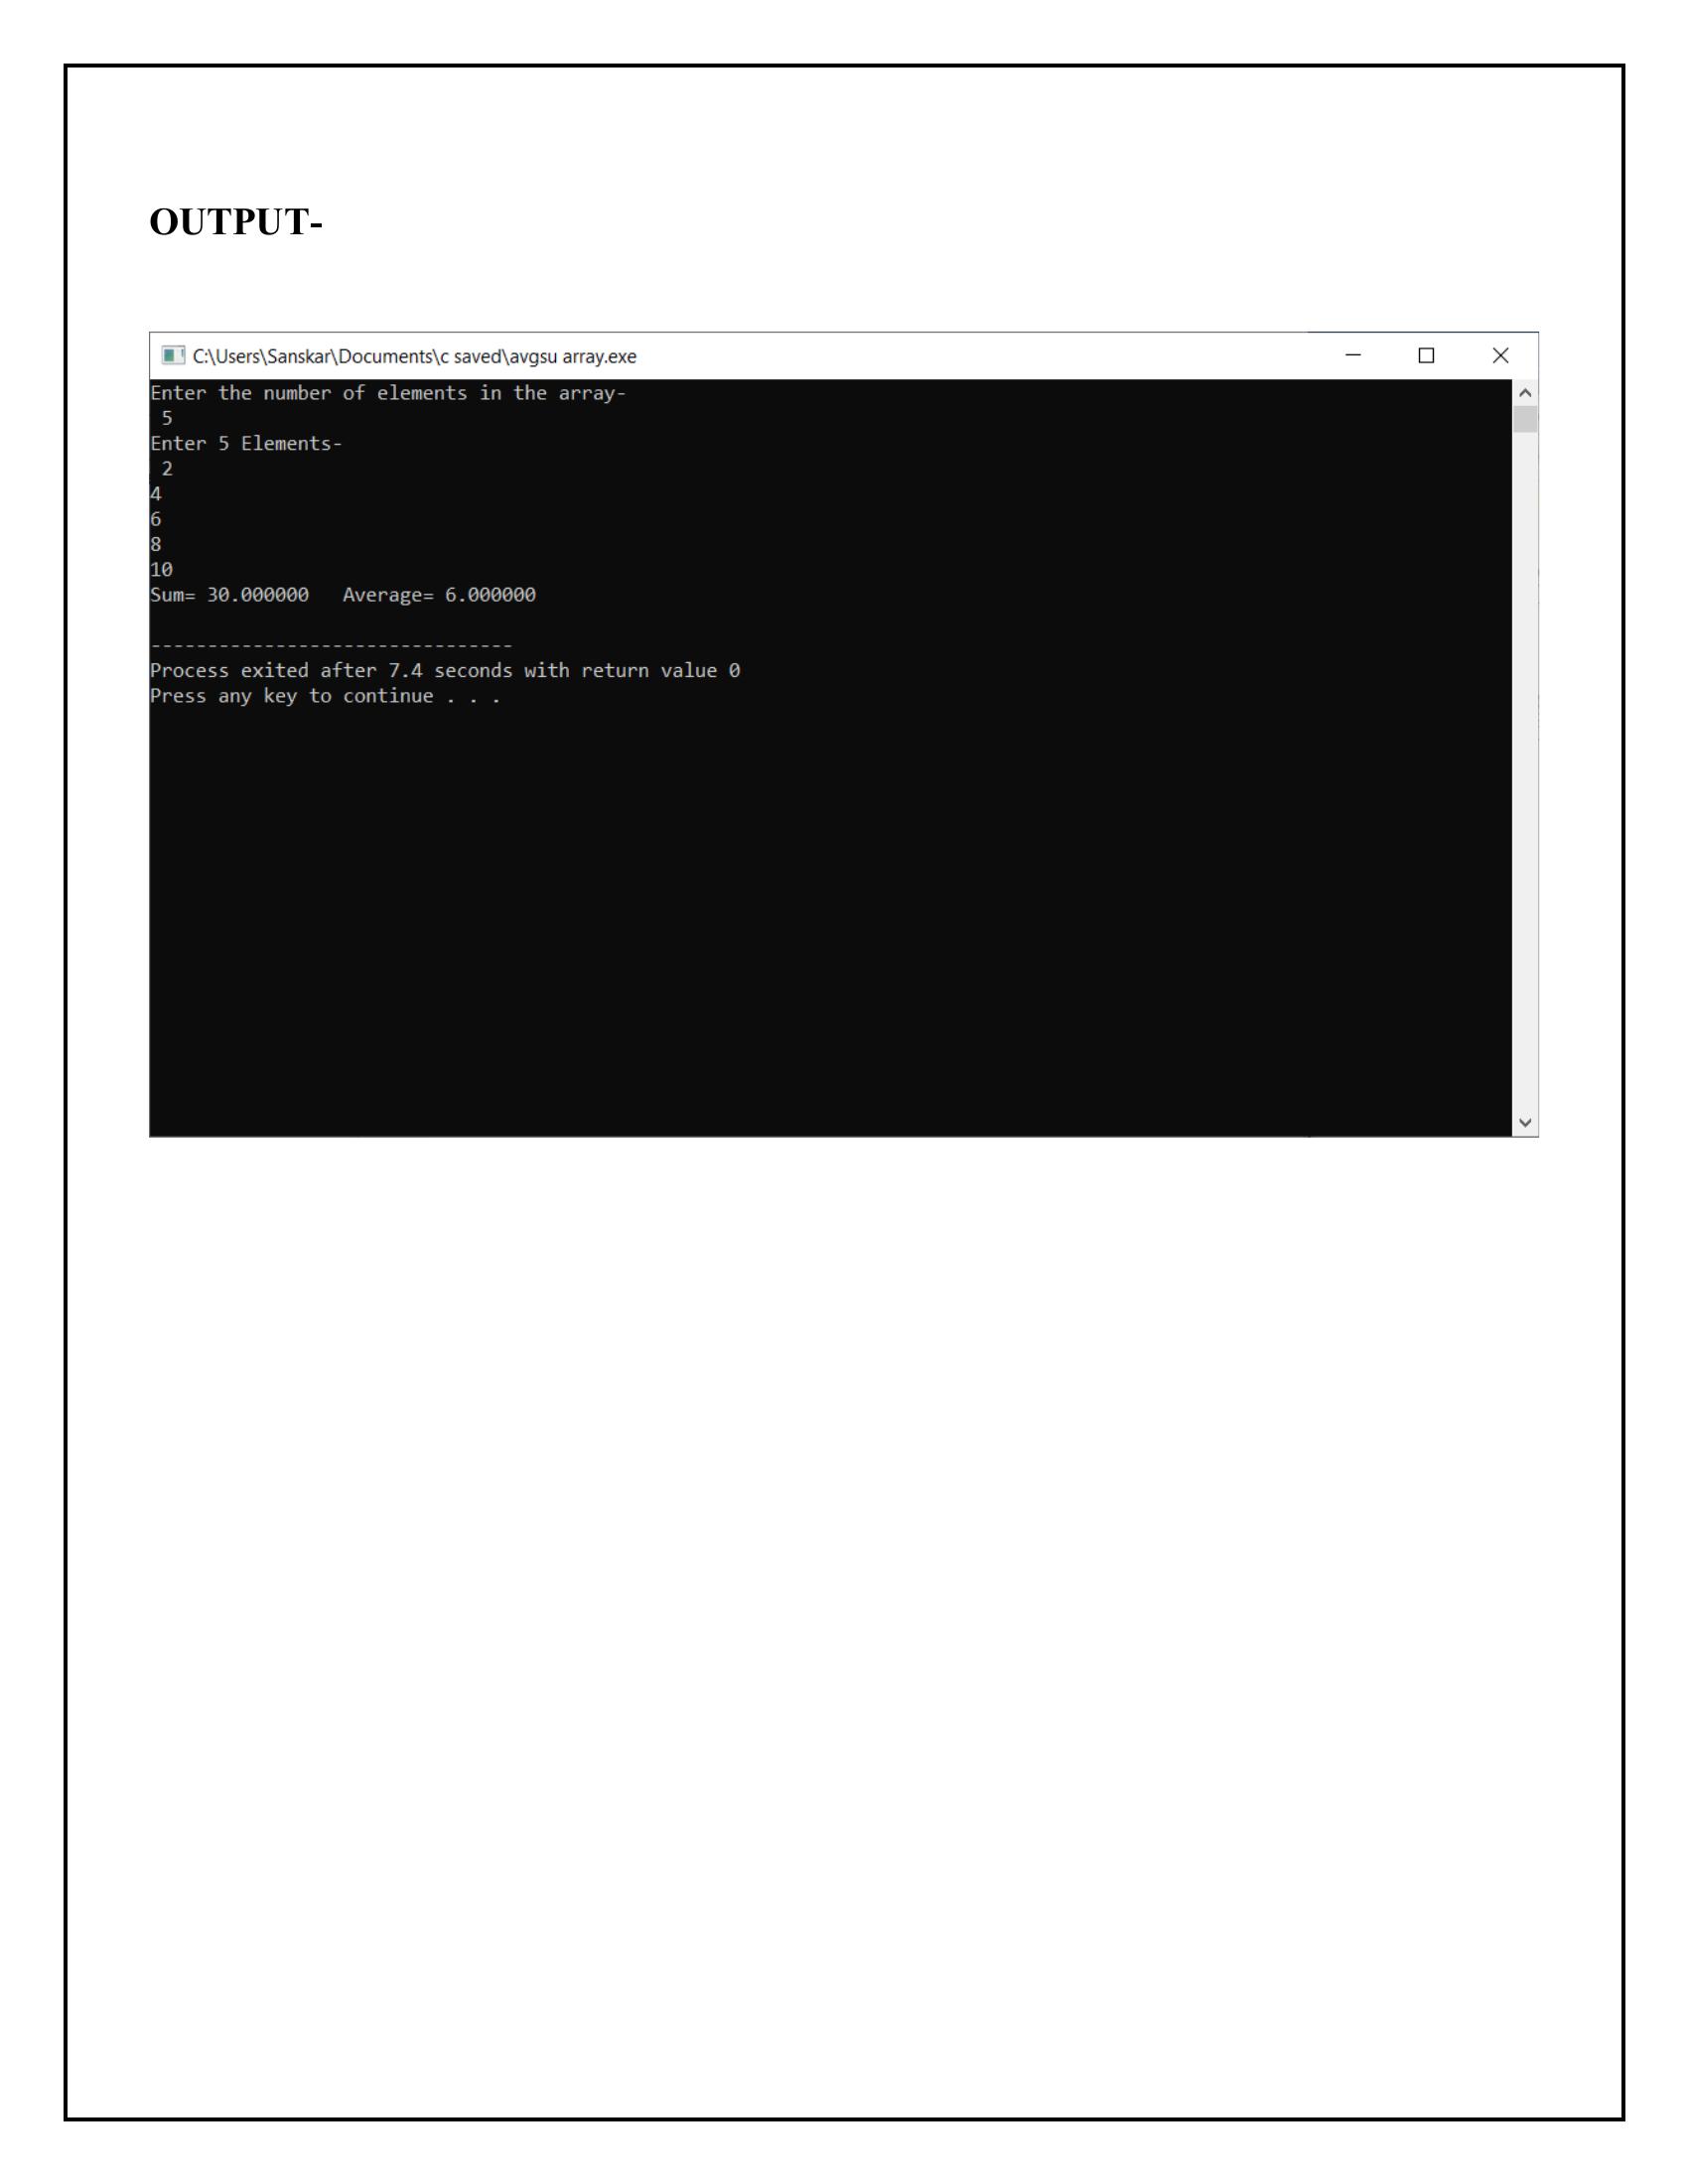 OUTPUT-
C:\Users\Sanskar\Documents\c saved\avgsu array.exe
Enter the number of elements in the array-
 5
Enter 5 Elements-
 2
4
6
8
10
Sum= 30.000000   Average= 6.000000
--------------------------------
Process exited after 7.4 seconds with return value 0
Press any key to continue . . .